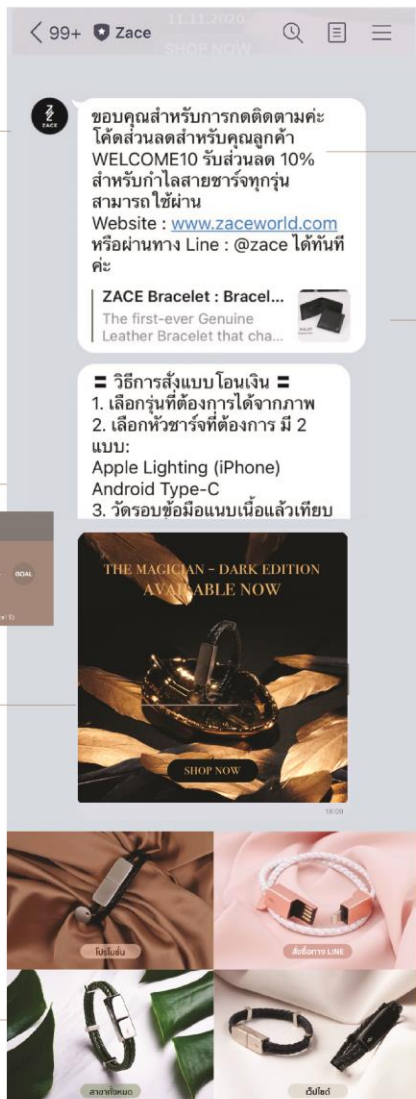 11.11.2020
99+ Zace
SHOP NOW
ZACE
ขอบคุณสำหรับการกดติดตามค่ะ
โค้ดส่วนลดสำหรับคุณลูกค้า
WELCOME10 รับส่วนลด 10%
สำหรับกำไลสายชาร์จทุกรุ่น
สามารถใช้ผ่าน
Website : www.zaceworld.com
หรือผ่านทาง Line : @zace ได้ทันที
ค่ะ
ZACE Bracelet : Bracel...
The first-ever Genuine
Leather Bracelet that cha...
〓 วิธีการสั่งแบบโอนเงิน 〓
1. เลือกรุ่นที่ต้องการได้จากภาพ
2. เลือกหัวชาร์จที่ต้องการ มี 2
แบบ:
Apple Lighting (iPhone)
Android Type-C
3. วัดรอบข้อมือแนบเนื้อแล้วเทียบ
GOAL
THE MAGICIAN - DARK EDITION
AVAILABLE NOW
SHOP NOW
18:00
โปรโมชั่น
สั่งซื้อทาง LINE
สาขาทั้งหมด
เว็ปไซต์